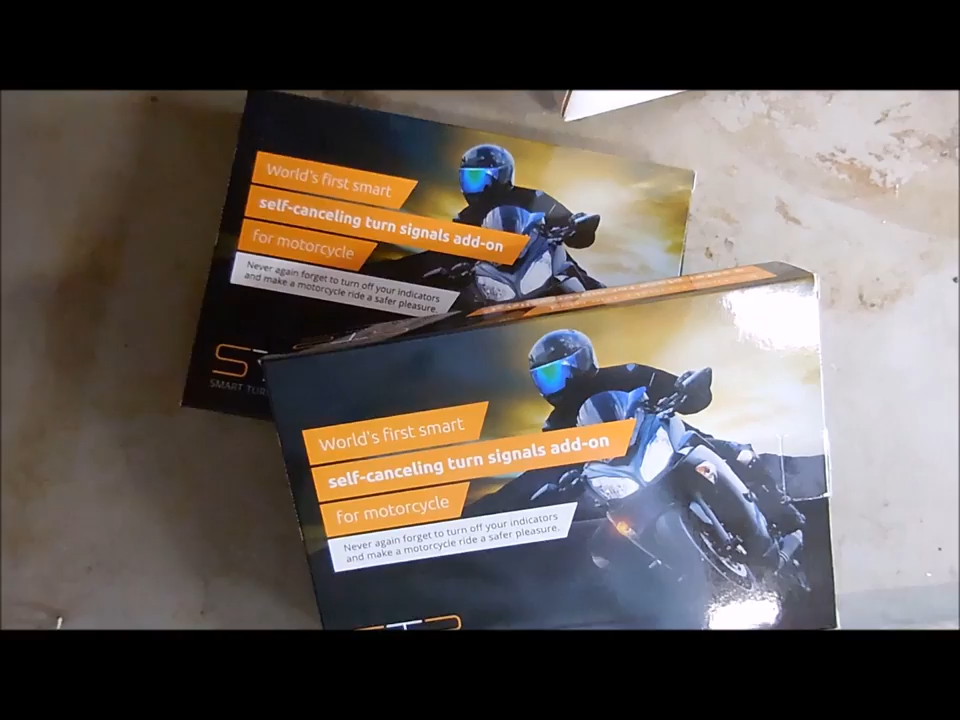 World's first smart
self-canceling turn signals add-on
for motorcycle
Never again forget to turn off your indicators
and make a motorcycle ride a safer pleasure.
SMART TUR
World's first smart
self-canceling turn signals add-on
for motorcycle
Never again forget to turn off your indicators
and make a motorcycle ride a safer pleasure.